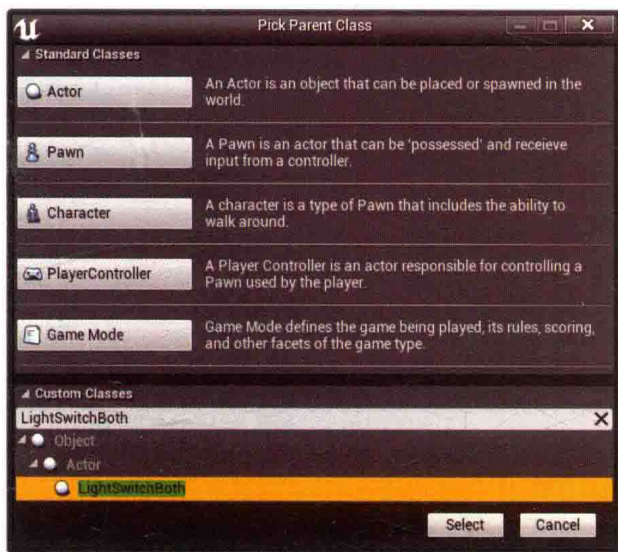 Pick Parent Class
Standard Classes
Actor
An Actor is an object that can be placed or spawned in the
world.
Pawn
A Pawn is an actor that can be 'possessed' and receieve
input from a controller.
Character
A character is a type of Pawn that includes the ability to
walk around.
PlayerController
A Player Controller is an actor responsible for controlling a
Pawn used by the player.
Game Mode
Game Mode defines the game being played, its rules, scoring,
and other facets of the game type.
Custom Classes
LightSwitchBoth
Object
Actor
LightSwitchBoth
Select
Cancel